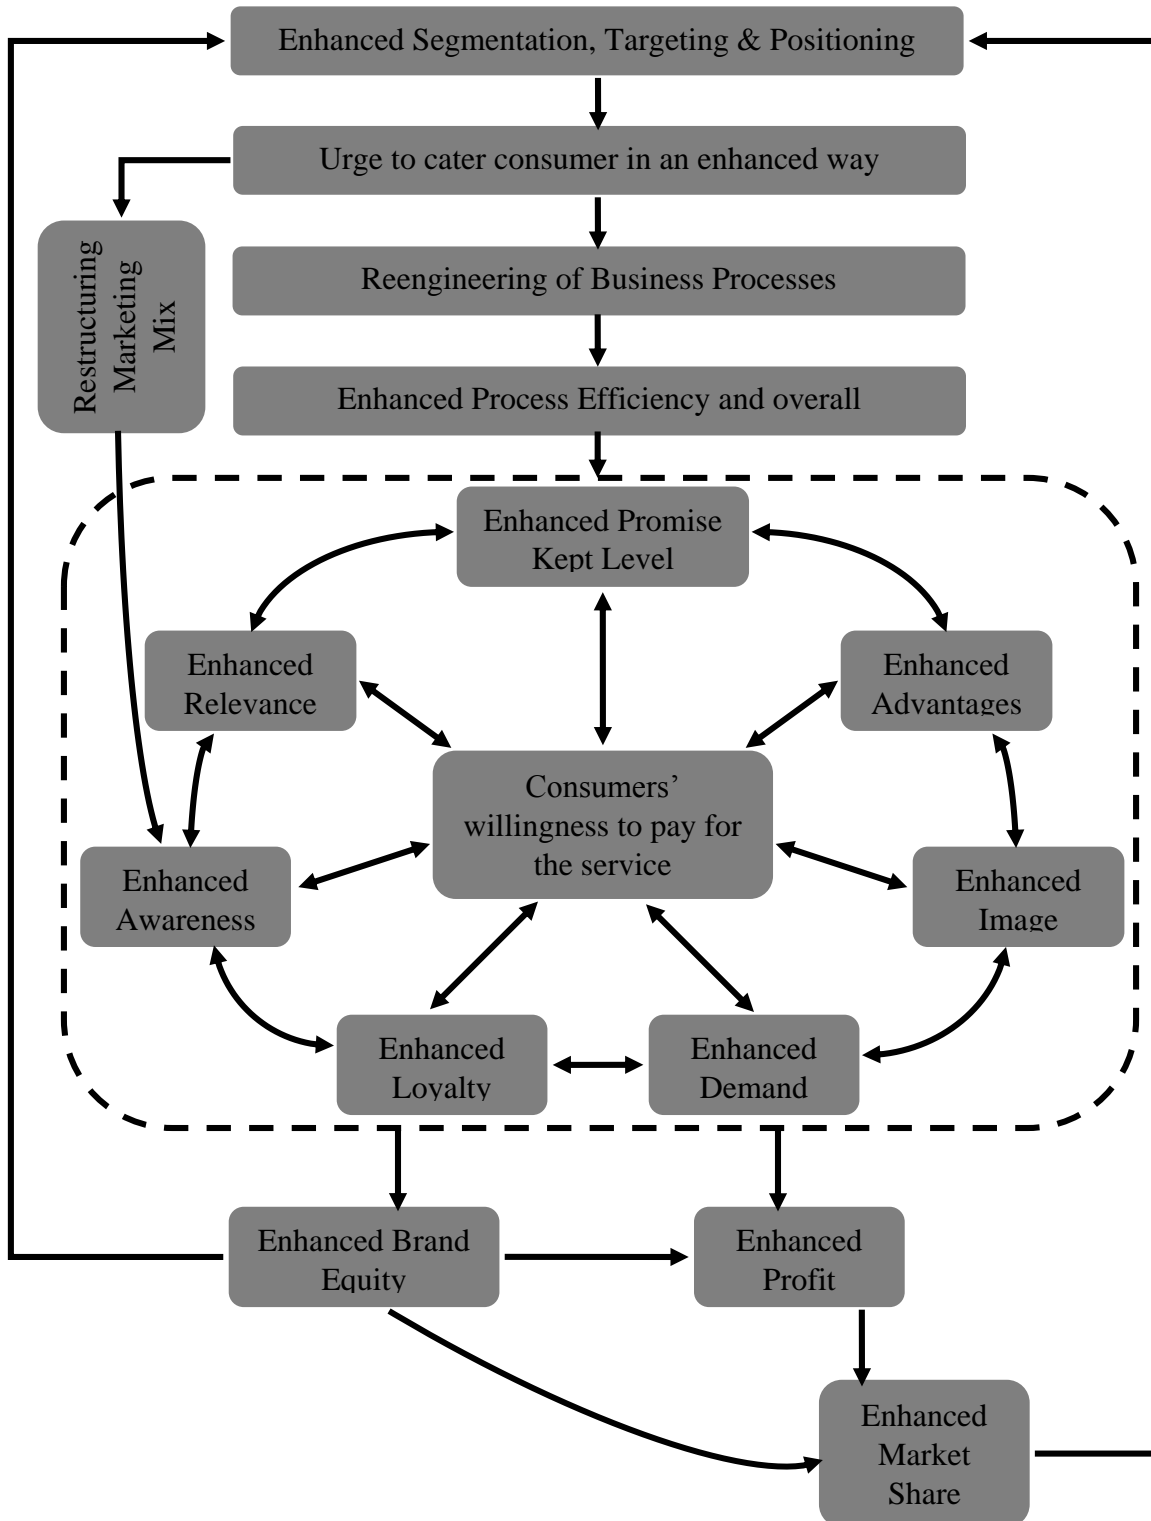 Enhanced Segmentation, Targeting & Positioning
Urge to cater consumer in an enhanced way
Restructuring
Marketing
Mix
Reengineering of Business Processes
Enhanced Process Efficiency and overall
Enhanced Promise
Kept Level
Enhanced
Relevance
Enhanced
Advantages
Consumers’
willingness to pay for
the service
Enhanced
Awareness
Enhanced
Image
Enhanced
Loyalty
Enhanced
Demand
Enhanced Brand
Equity
Enhanced
Profit
Enhanced
Market
Share